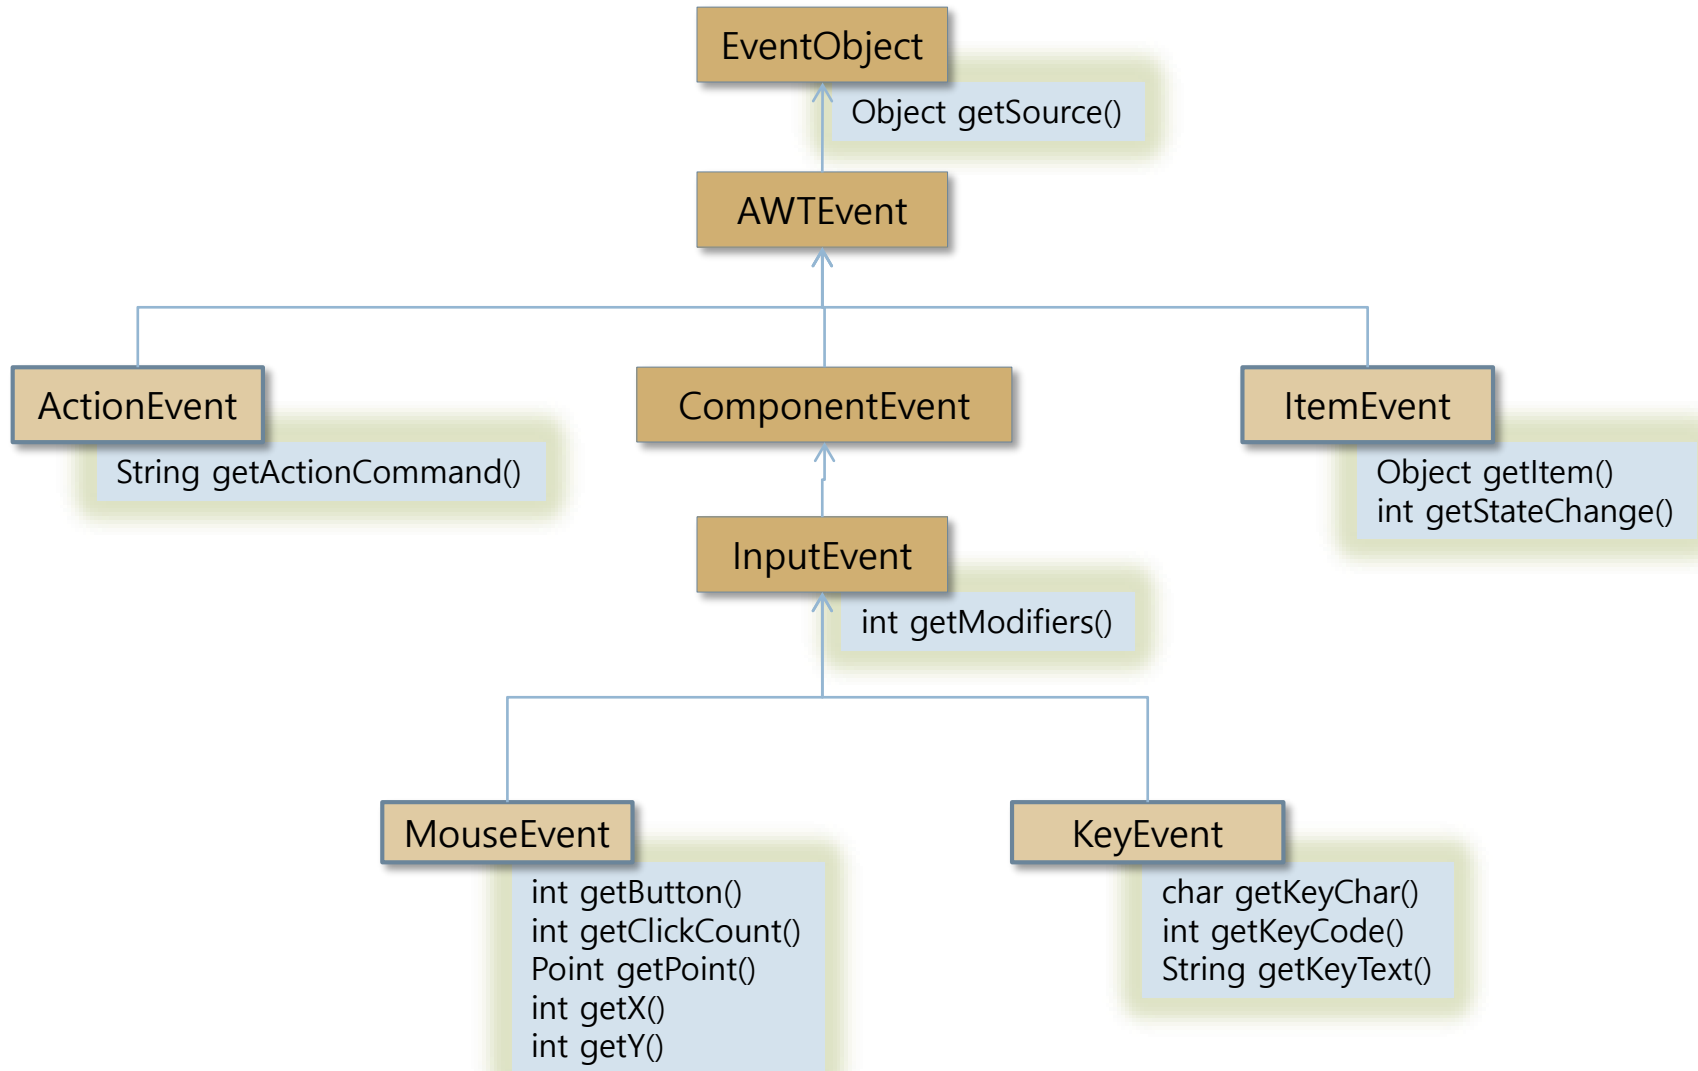 EventObject
Object getSource()
AWTEvent
ActionEvent
String getActionCommand()
ComponentEvent
ItemEvent
Object getItem()
int getStateChange()
InputEvent
int getModifiers()
MouseEvent
int getButton()
int getClickCount()
Point getPoint()
int getX()
int getY()
KeyEvent
char getKeyChar()
int getKeyCode()
String getKeyText()